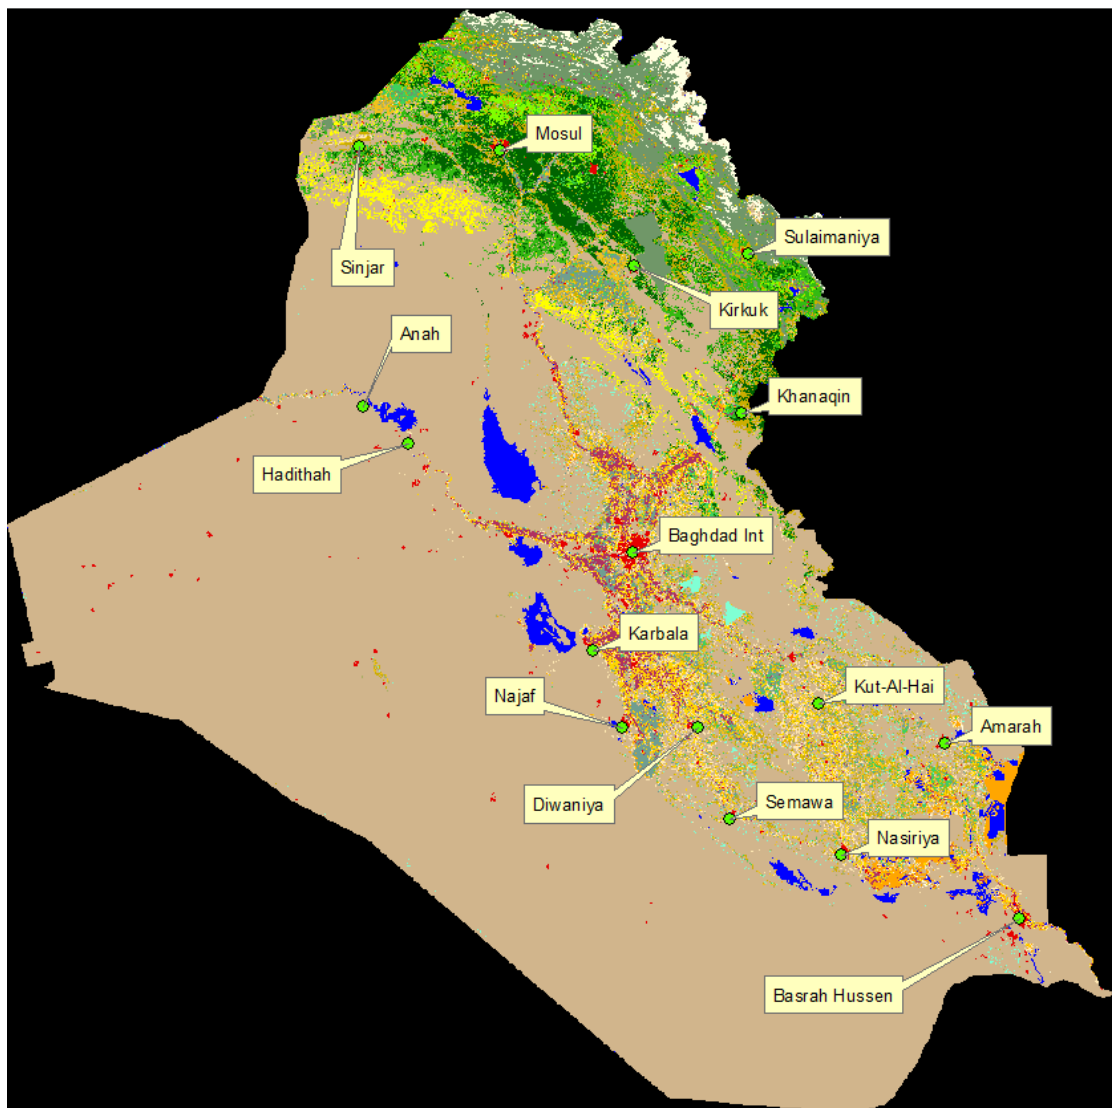 Mosul
Sulaimaniya
Sinjar
Kirkuk
Anah
Khanaqin
Hadithah
Baghdad Int
Karbala
Kut-Al-Hai
Najaf
Amarah
Diwaniya
Semawa
Nasiriya
Basrah Hussen